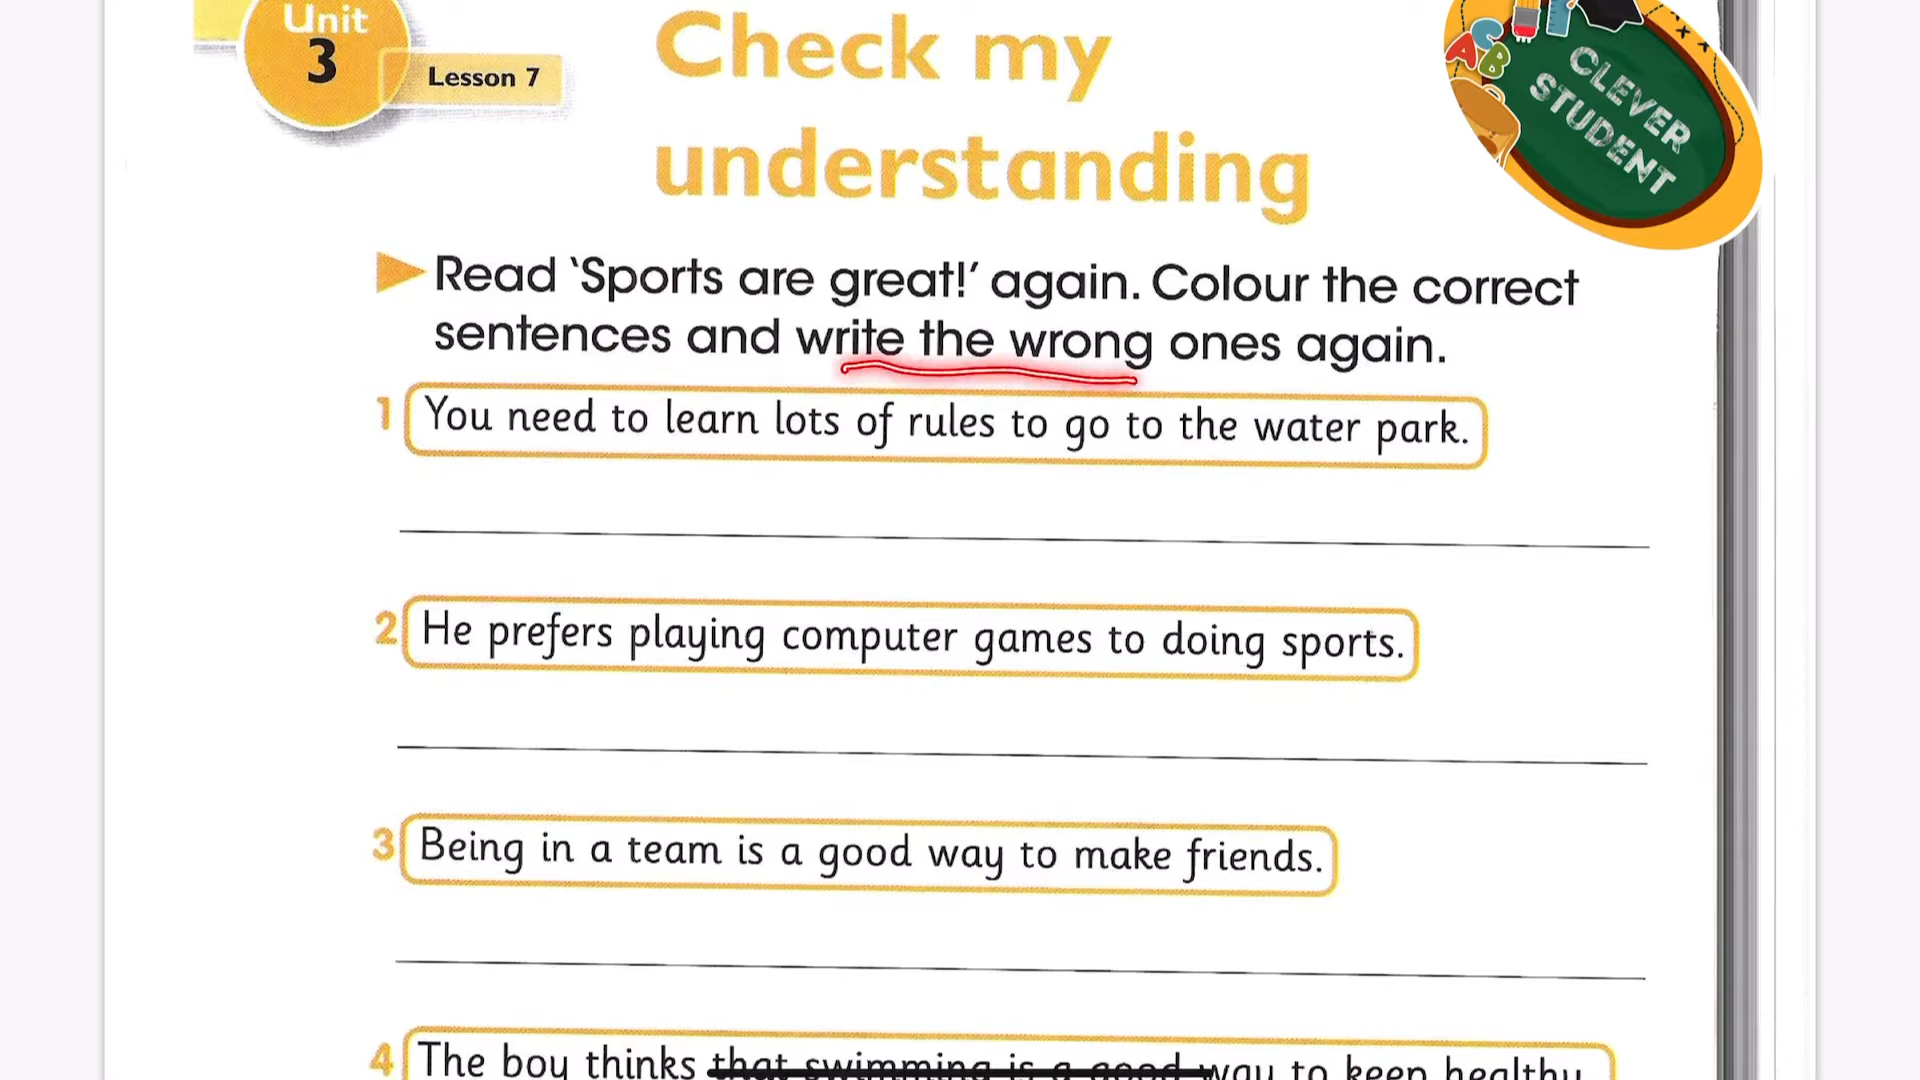 Unit
3
Lesson 7
Check my
understanding
CLEVER
STUDENT
A C B
Read ‘Sports are great!’ again. Colour the correct
sentences and write the wrong ones again.
1 You need to learn lots of rules to go to the water park.
2 He prefers playing computer games to doing sports.
3 Being in a team is a good way to make friends.
4 The boy thinks that swimming is a good way to keep healthy.